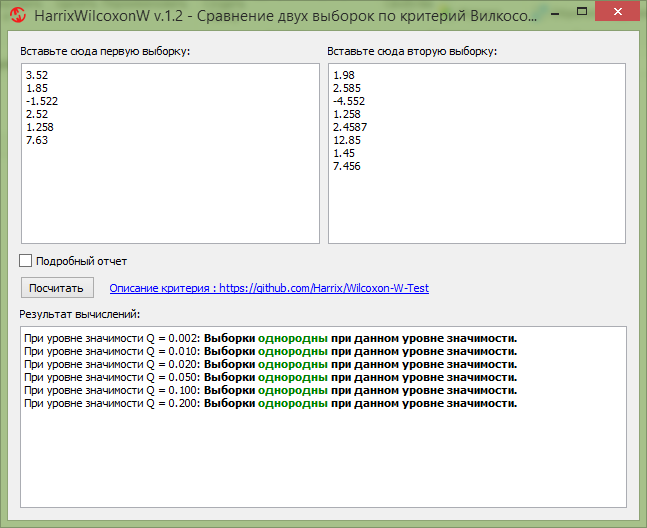 HarrixWilcoxonW v.1.2 - Сравнение двух выборок по критерий Вилкосо...
Вставьте сюда первую выборку:
3.52
1.85
-1.522
2.52
1.258
7.63
Вставьте сюда вторую выборку:
1.98
2.585
-4.552
1.258
2.4587
12.85
1.45
7.456
Подробный отчет
Посчитать
Описание критерия : https://github.com/Harrix/Wilcoxon-W-Test
Результат вычислений:
При уровне значимости Q = 0.002: Выборки однородны при данном уровне значимости.
При уровне значимости Q = 0.010: Выборки однородны при данном уровне значимости.
При уровне значимости Q = 0.020: Выборки однородны при данном уровне значимости.
При уровне значимости Q = 0.050: Выборки однородны при данном уровне значимости.
При уровне значимости Q = 0.100: Выборки однородны при данном уровне значимости.
При уровне значимости Q = 0.200: Выборки однородны при данном уровне значимости.